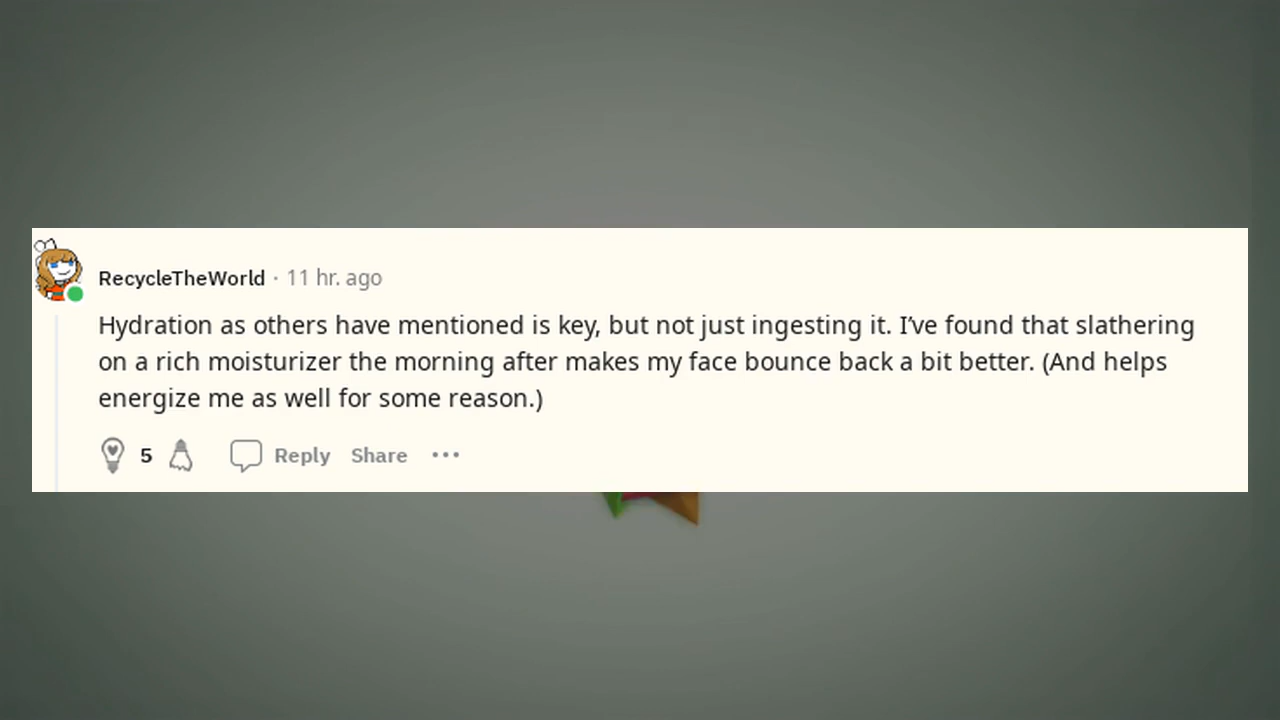 RecycleTheWorld · 11 hr. ago
Hydration as others have mentioned is key, but not just ingesting it. I’ve found that slathering
on a rich moisturizer the morning after makes my face bounce back a bit better. (And helps
energize me as well for some reason.)
5 Reply Share ···